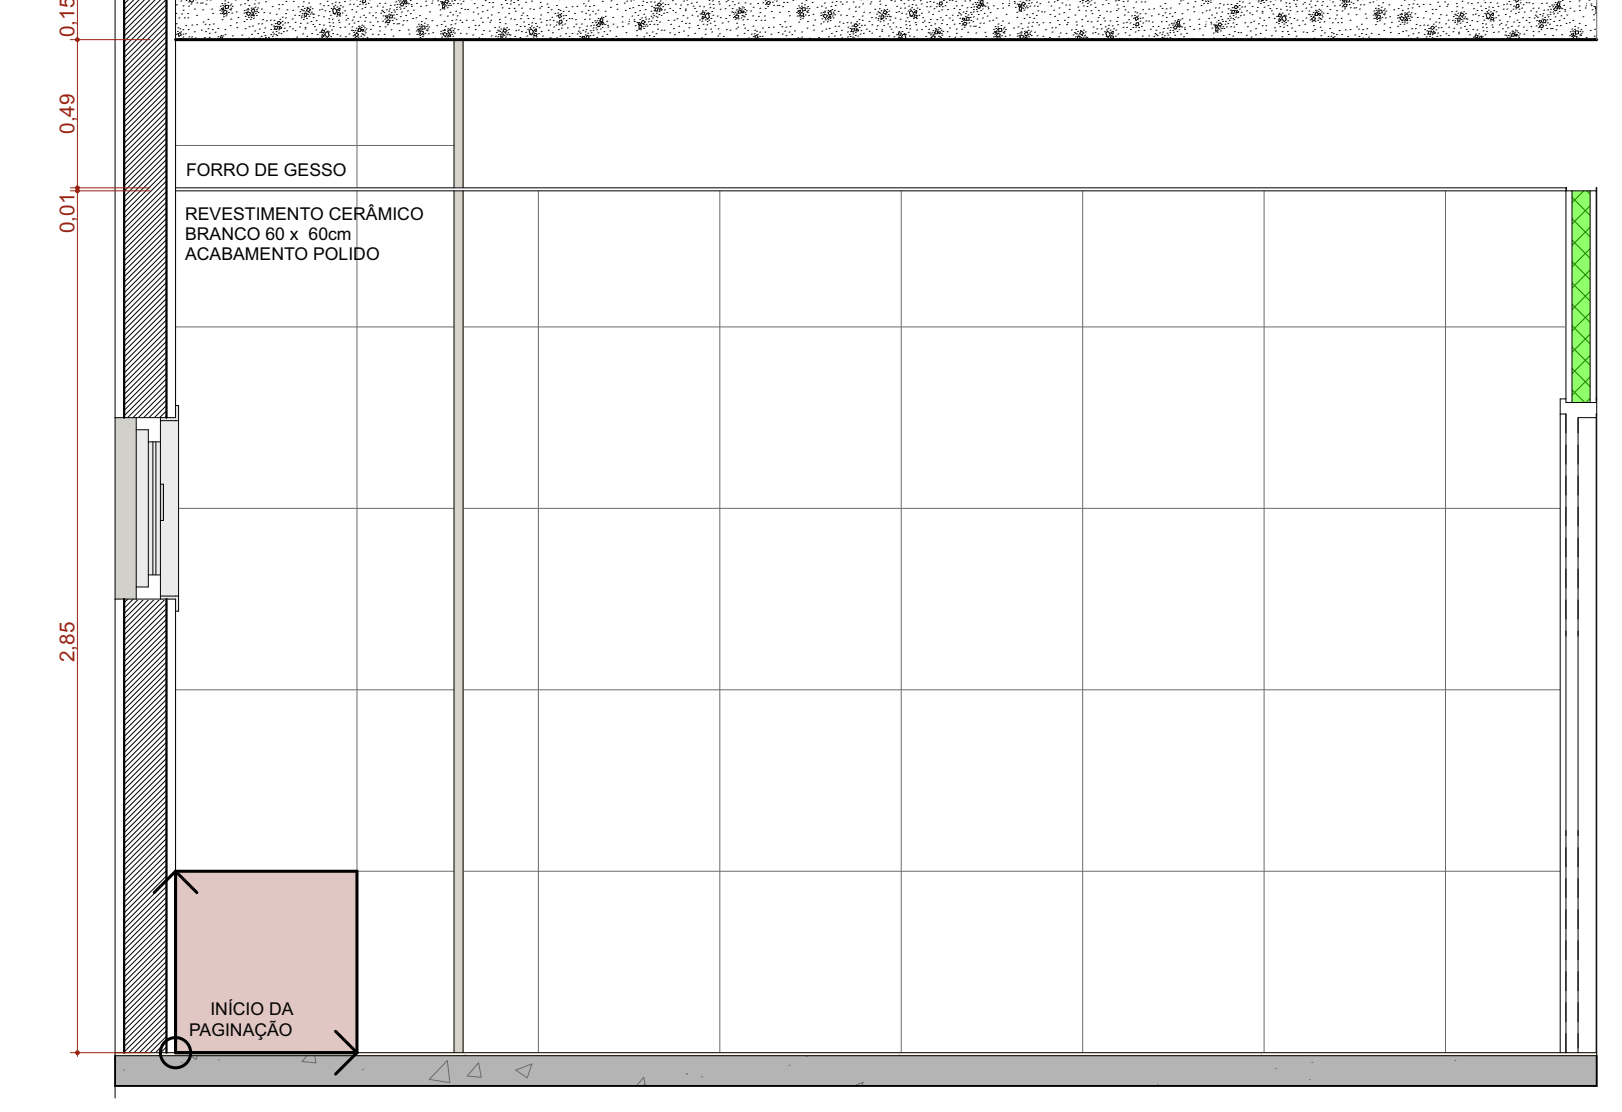 0,15
0,49
FORRO DE GESSO
0,01
REVESTIMENTO CERÂMICO
BRANCO 60 x  60cm
ACABAMENTO POLIDO
2,85
INÍCIO DA
PAGINAÇÃO